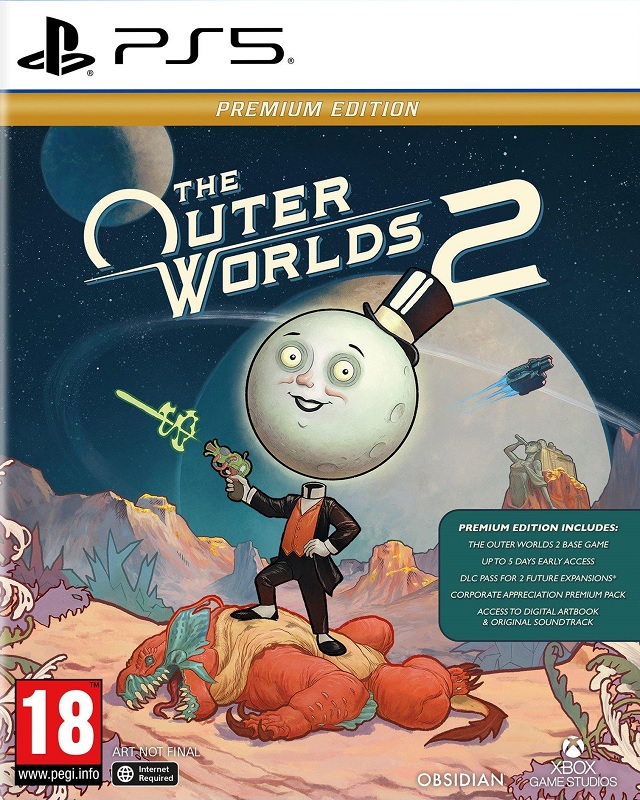 PS5
PREMIUM EDITION
THE
OUTER
WORLDS 2
PREMIUM EDITION INCLUDES:
THE OUTER WORLDS 2 BASE GAME
UP TO 5 DAYS EARLY ACCESS
DLC PASS FOR 2 FUTURE EXPANSIONS*
CORPORATE APPRECIATION PREMIUM PACK
ACCESS TO DIGITAL ARTBOOK
& ORIGINAL SOUNDTRACK
18
www.pegi.info
ART NOT FINAL
Internet
Required
OBSIDIAN
XBOX
GAME STUDIOS